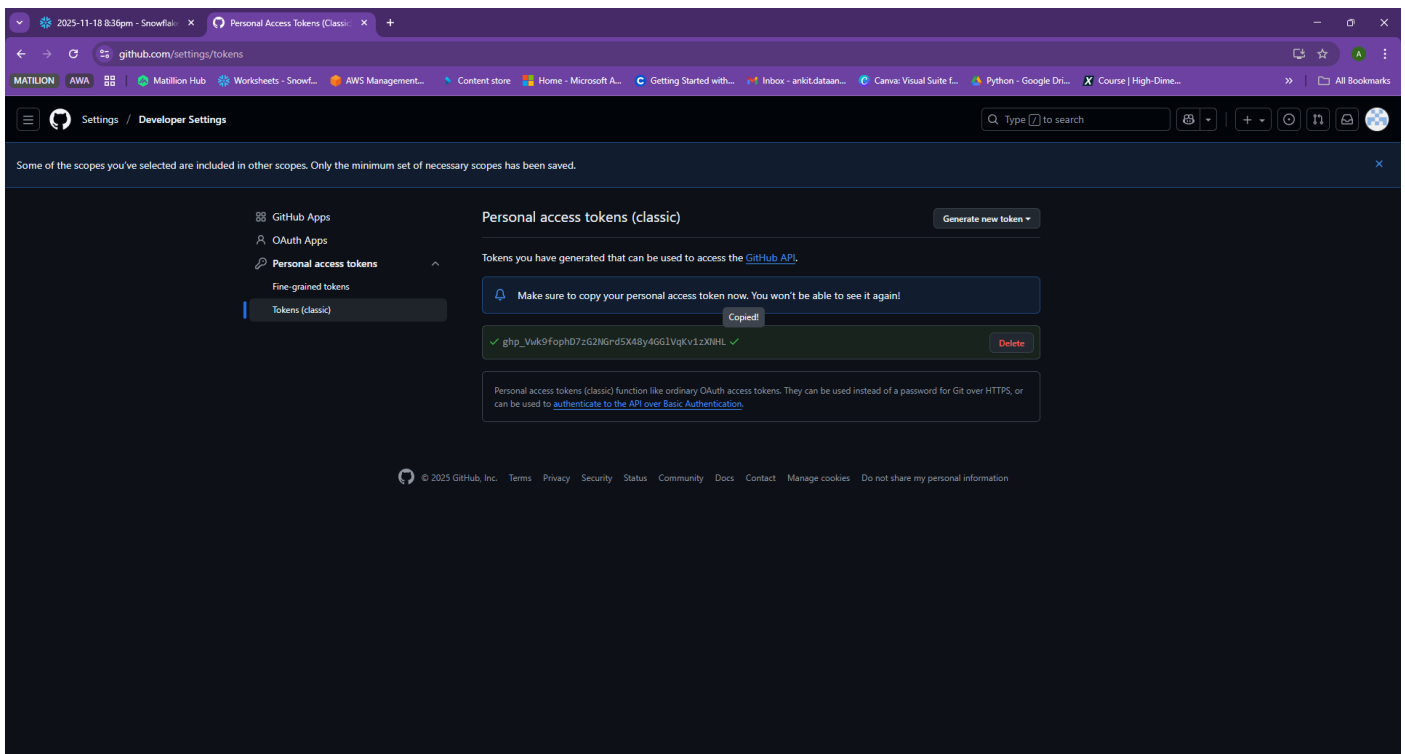 2025-11-18 8:36pm - Snowflak
Personal Access Tokens (Classic
github.com/settings/tokens
MATILION AWA Matillion Hub Worksheets - Snowf... AWS Management... Content store Home - Microsoft A... Getting Started with... Inbox - ankit.dataan... Canva: Visual Suite f... Python - Google Dri... Course | High-Dime... » All Bookmarks
Settings / Developer Settings
Type / to search
Some of the scopes you've selected are included in other scopes. Only the minimum set of necessary scopes has been saved.
GitHub Apps
OAuth Apps
Personal access tokens
Fine-grained tokens
Tokens (classic)
Personal access tokens (classic)
Generate new token
Tokens you have generated that can be used to access the GitHub API.
Make sure to copy your personal access token now. You won't be able to see it again!
Copied!
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
Delete
Personal access tokens (classic) function like ordinary OAuth access tokens. They can be used instead of a password for Git over HTTPS, or
can be used to authenticate to the API over Basic Authentication.
© 2025 GitHub, Inc. Terms Privacy Security Status Community Docs Contact Manage cookies Do not share my personal information